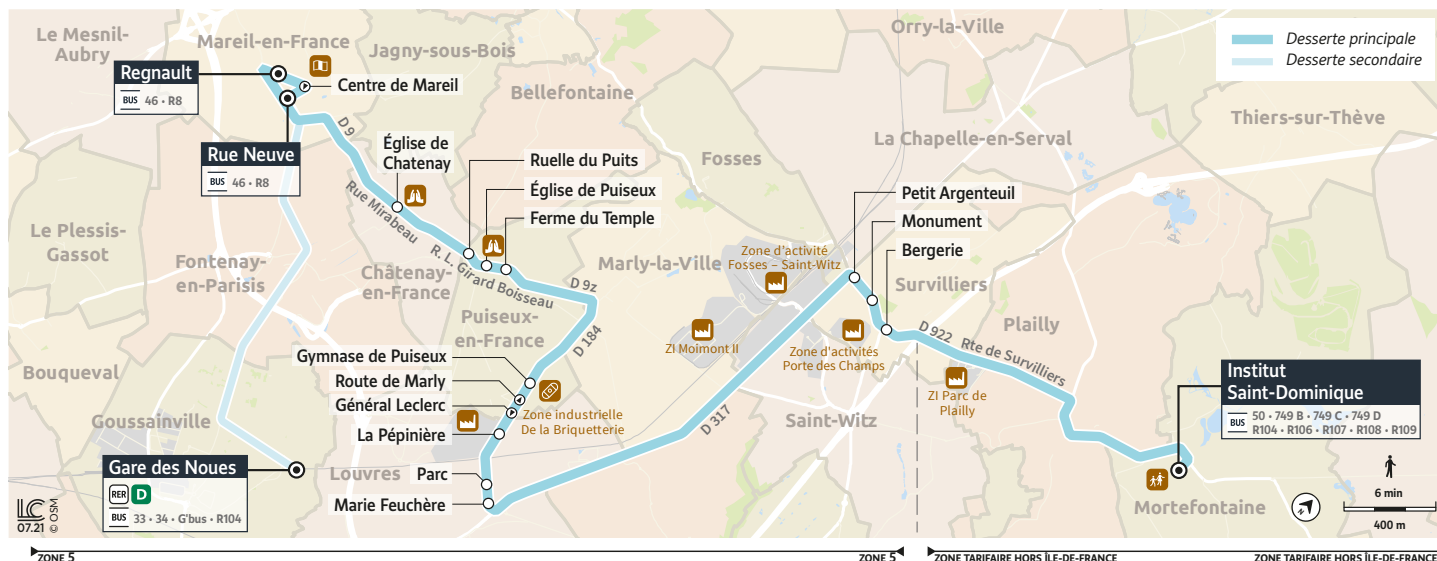 Le Mesnil-
Aubry
Mareil-en-France
Jagny-sous-Bois
Orry-la-Ville
Desserte principale
Desserte secondaire
Regnault
BUS 46 • R8
Centre de Mareil
Bellefontaine
Thiers-sur-Thève
D 9
Rue Neuve
BUS 46 • R8
Église de
Chatenay
Ruelle du Puits
Église de Puiseux
Ferme du Temple
Fosses
La Chapelle-en-Serval
Petit Argenteuil
Monument
Bergerie
Rue Mirabeau
R. L. Girard Boisseau
Le Plessis-
Gassot
Fontenay-
en-Parisis
Châtenay-
en-France
Marly-la-Ville
Zone d'activité
Fosses – Saint-Witz
Survilliers
D 9z
D 184
Puiseux-
en-France
ZI Moimont II
Zone d'activités
Porte des Champs
D 922
Rte de Survilliers
Plailly
ZI Parc de
Plailly
Bouqueval
Gymnase de Puiseux
Route de Marly
Général Leclerc
La Pépinière
Zone industrielle
De la Briquetterie
Goussainville
D 317
Saint-Witz
Institut
Saint-Dominique
BUS 50 • 749 B • 749 C • 749 D
R104 • R106 • R107 • R108 • R109
Gare des Noues
RER D
BUS 33 • 34 • G'bus • R104
Louvres
Parc
Marie Feuchère
Mortefontaine
6 min
400 m
LC
07.21
© OSM
ZONE 5
ZONE 5
ZONE TARIFAIRE HORS ÎLE-DE-FRANCE
ZONE TARIFAIRE HORS ÎLE-DE-FRANCE